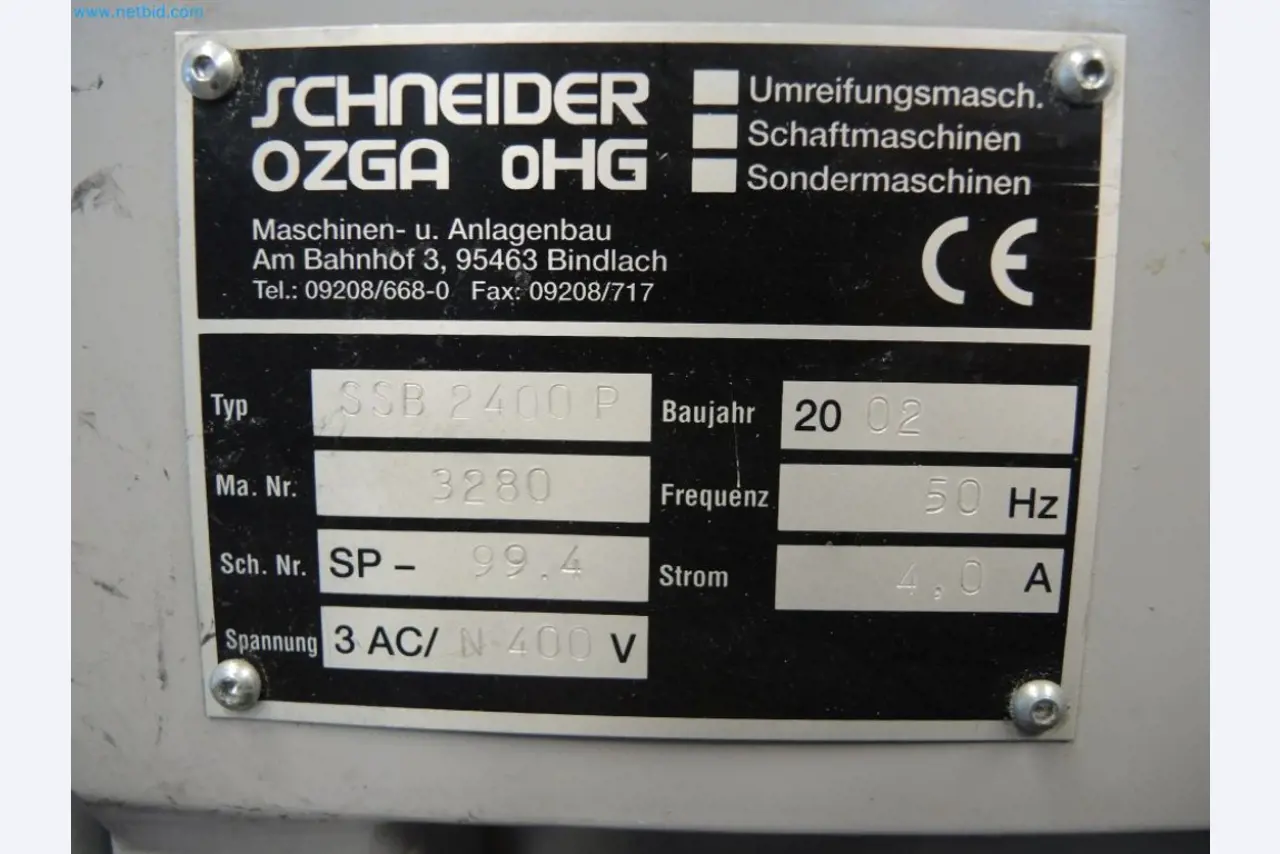 www.netbid.com
SCHNEIDER
OZGA oHG
Umreifungsmasch.
Schaftmaschinen
Sondermaschinen
Maschinen- u. Anlagenbau
Am Bahnhof 3, 95463 Bindlach
Tel.: 09208/668-0 Fax: 09208/717
CE
Typ SSB 2400 P
Baujahr 2002
Ma. Nr. 3280
Frequenz 50 Hz
Sch. Nr. SP - 99.4
Strom 4,0 A
Spannung 3 AC/ N 400 V